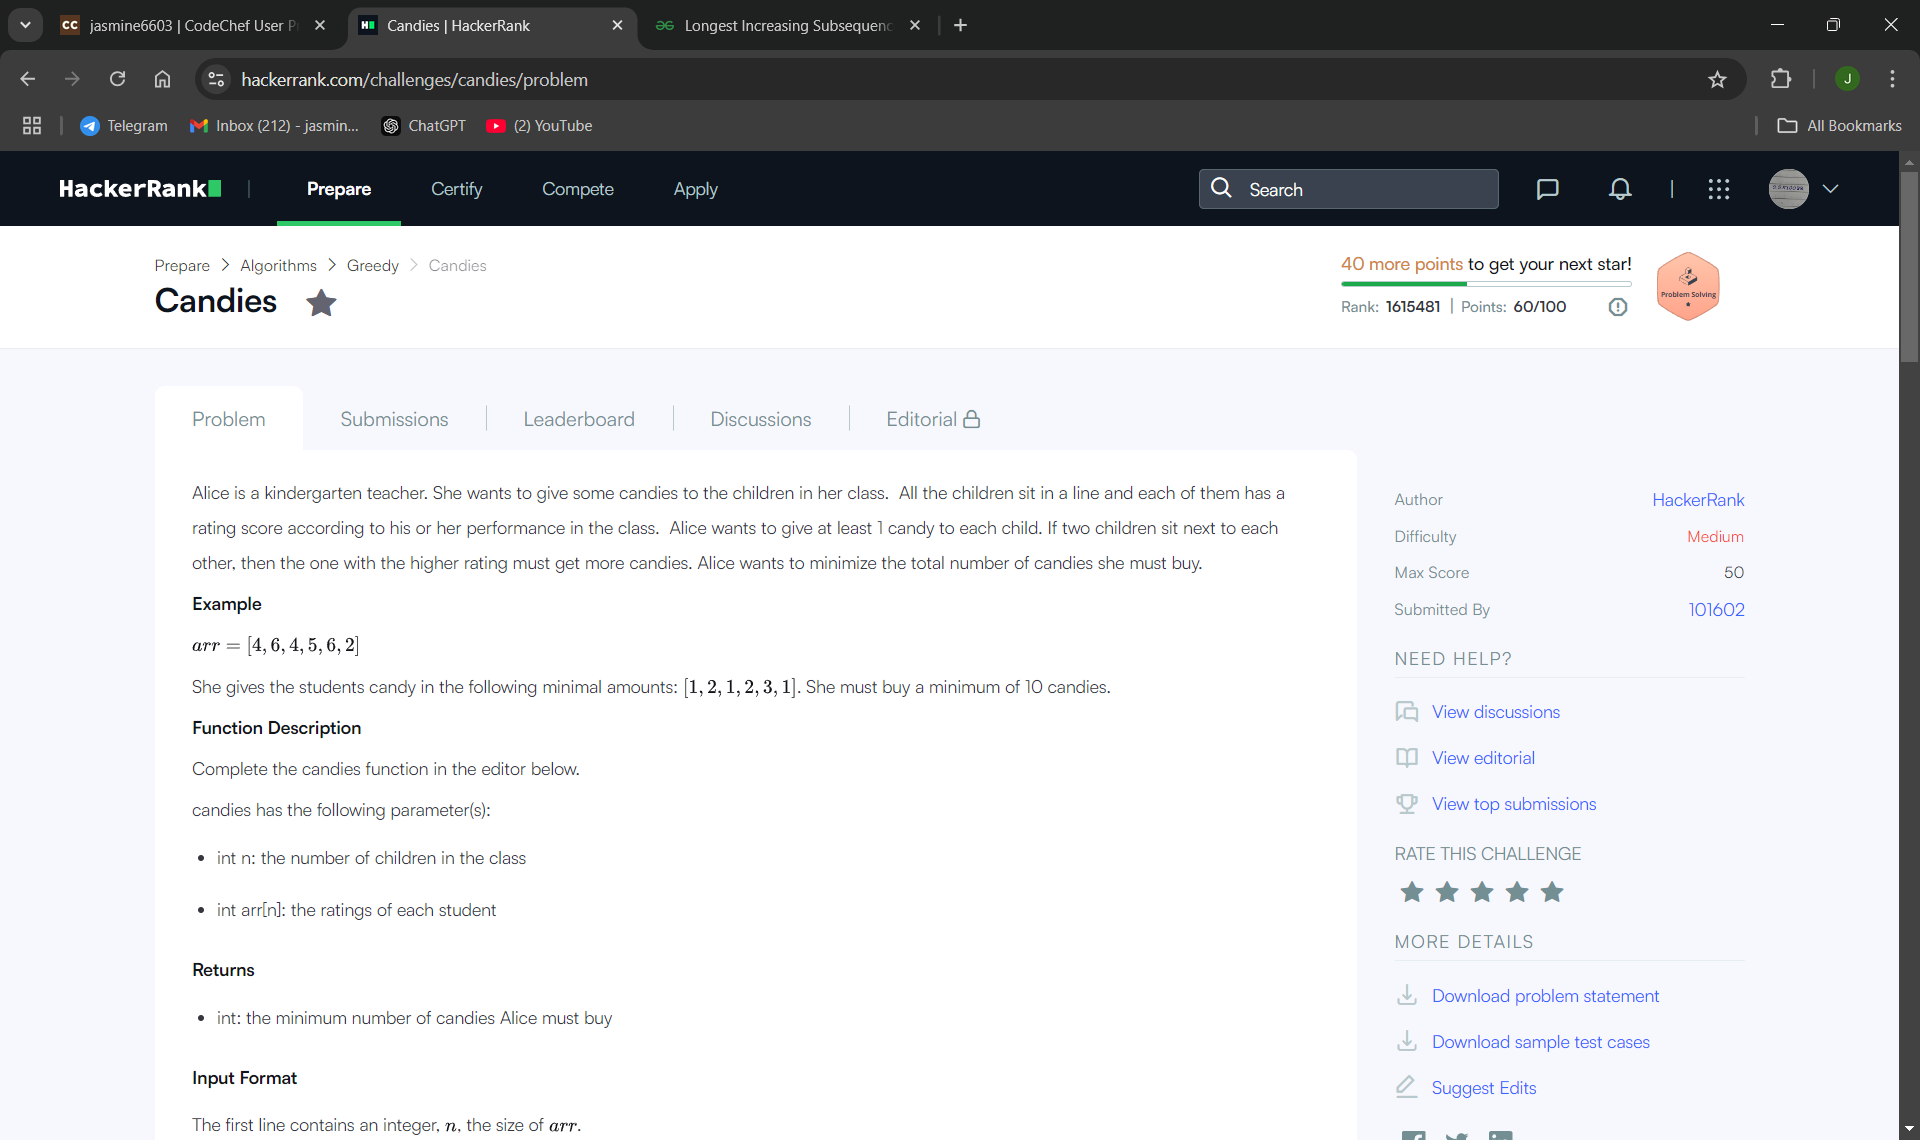 jasmine6603 | CodeChef User P
Candies | HackerRank
Longest Increasing Subsequenc
hackerrank.com/challenges/candies/problem
J
Telegram
Inbox (212) - jasmin...
ChatGPT
(2) YouTube
All Bookmarks
HackerRank
Prepare
Certify
Compete
Apply
Search
Prepare > Algorithms > Greedy > Candies
Candies
40 more points to get your next star!
Rank: 1615481 | Points: 60/100
Problem Solving
Problem
Submissions
Leaderboard
Discussions
Editorial
Alice is a kindergarten teacher. She wants to give some candies to the children in her class. All the children sit in a line and each of them has a
rating score according to his or her performance in the class. Alice wants to give at least 1 candy to each child. If two children sit next to each
other, then the one with the higher rating must get more candies. Alice wants to minimize the total number of candies she must buy.
Example
arr = [4, 6, 4, 5, 6, 2]
She gives the students candy in the following minimal amounts: [1, 2, 1, 2, 3, 1]. She must buy a minimum of 10 candies.
Function Description
Complete the candies function in the editor below.
candies has the following parameter(s):
• int n: the number of children in the class
• int arr[n]: the ratings of each student
Returns
• int: the minimum number of candies Alice must buy
Input Format
The first line contains an integer, n, the size of arr.
Author HackerRank
Difficulty Medium
Max Score 50
Submitted By 101602
NEED HELP?
View discussions
View editorial
View top submissions
RATE THIS CHALLENGE
MORE DETAILS
Download problem statement
Download sample test cases
Suggest Edits